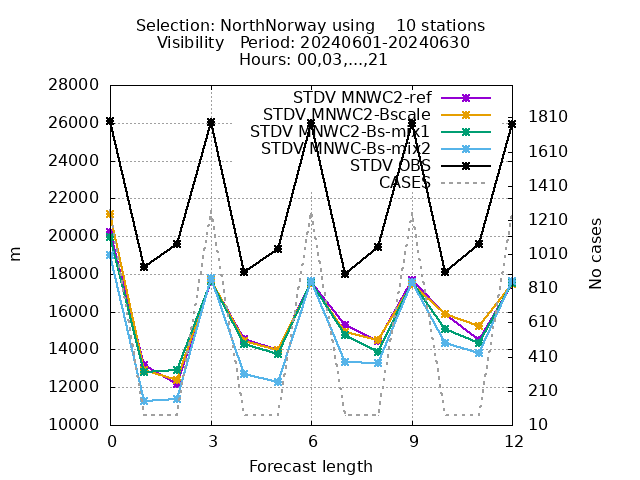 Selection: NorthNorway using    10 stations
Visibility   Period: 20240601-20240630
Hours: 00,03,...,21
28000
26000
24000
22000
20000
18000
16000
14000
12000
10000
m
STDV MNWC2-ref
STDV MNWC2-Bscale
STDV MNWC2-Bs-mix1
STDV MNWC-Bs-mix2
STDV OBS
CASES
1810
1610
1410
1210
1010
810
610
410
210
10
No cases
0 3 6 9 12
Forecast length